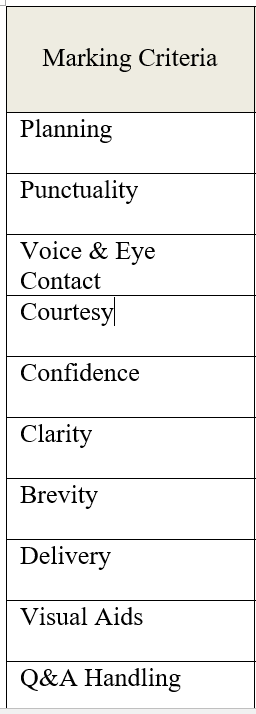 Marking Criteria
Planning
Punctuality
Voice & Eye
Contact
Courtesy
Confidence
Clarity
Brevity
Delivery
Visual Aids
Q&A Handling